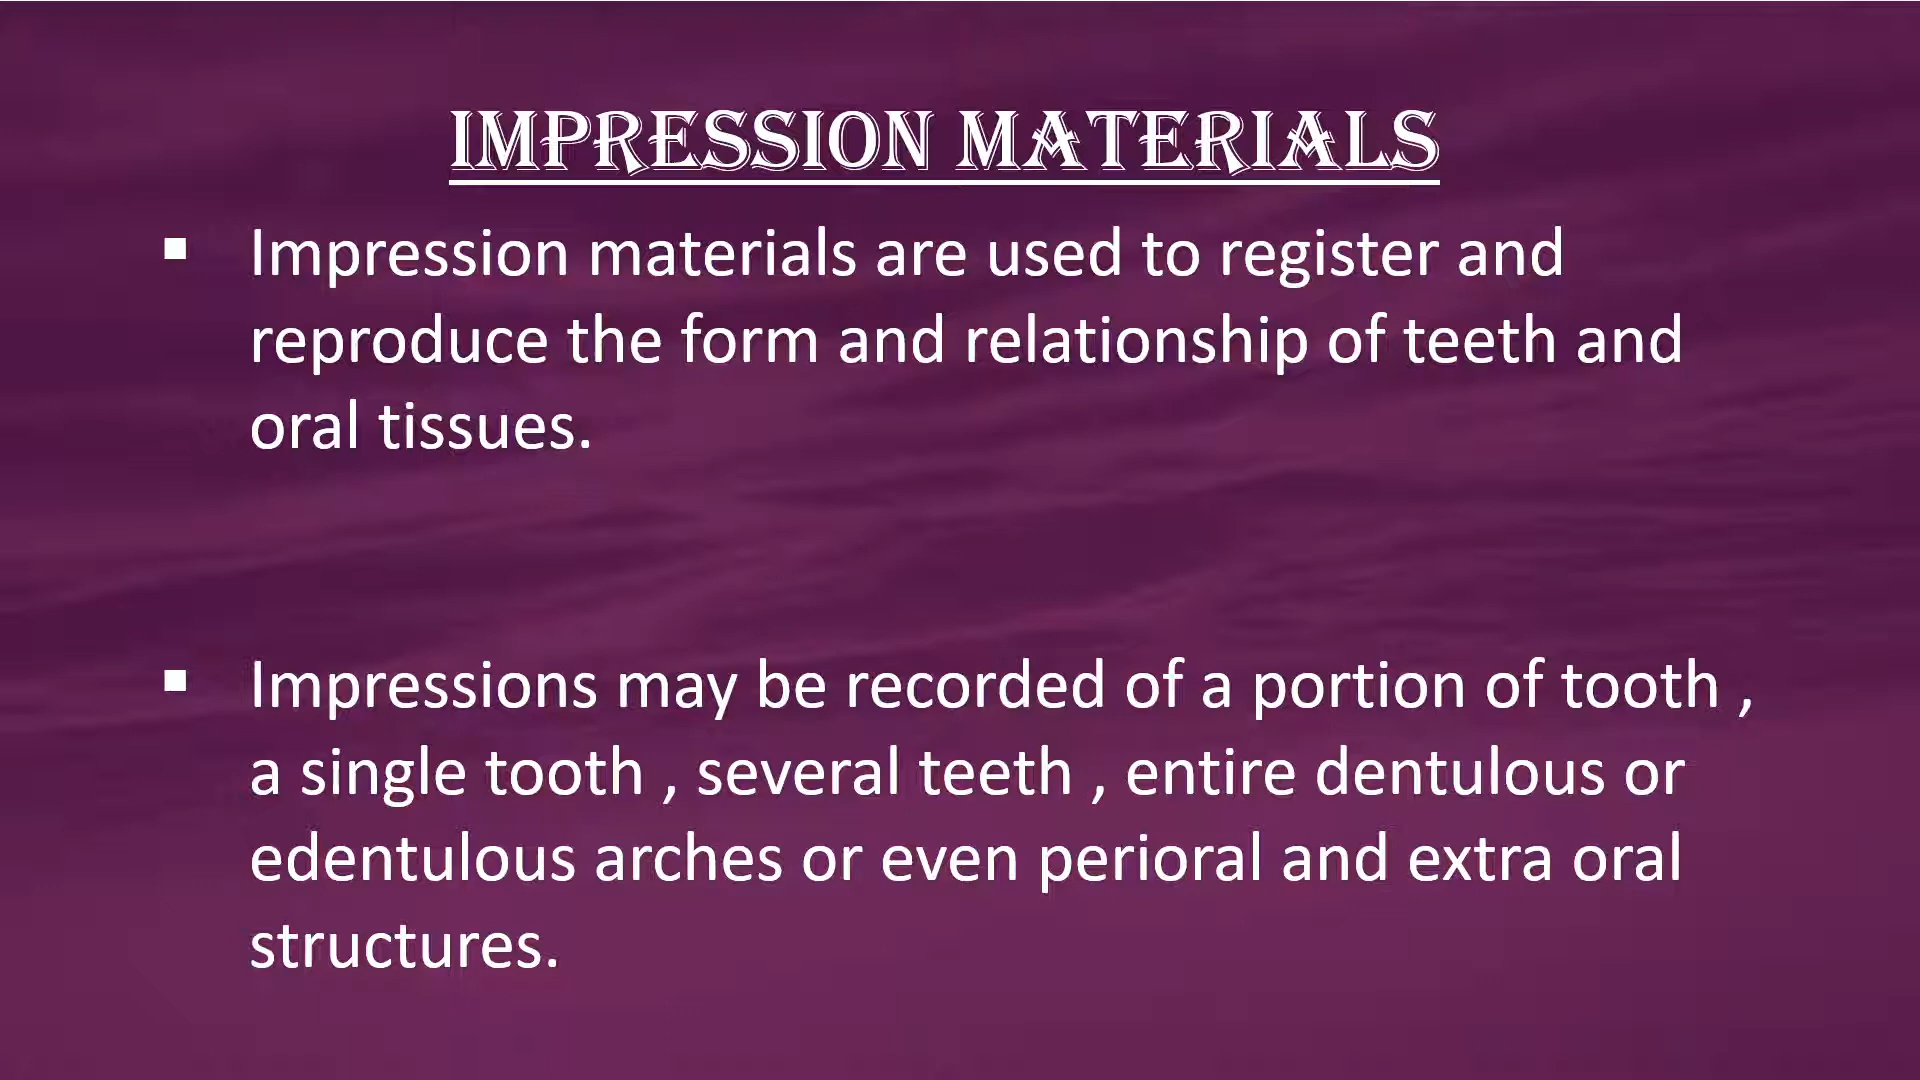 IMPRESSION MATERIALS
▪ Impression materials are used to register and
reproduce the form and relationship of teeth and
oral tissues.
▪ Impressions may be recorded of a portion of tooth ,
a single tooth , several teeth , entire dentulous or
edentulous arches or even perioral and extra oral
structures.